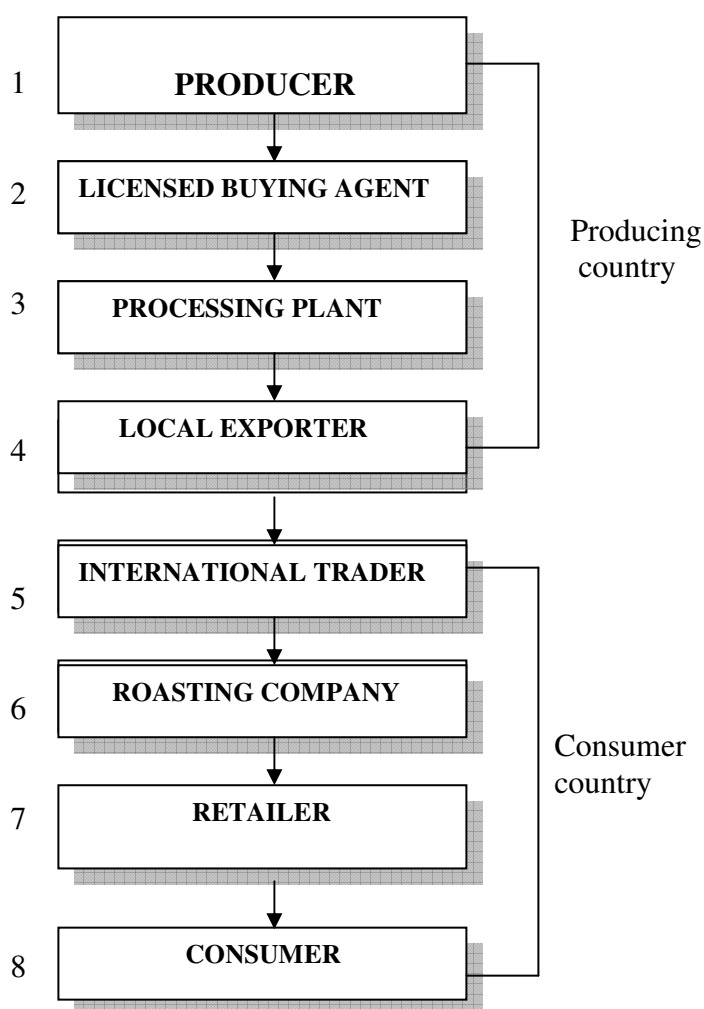 1
PRODUCER
2
LICENSED BUYING AGENT
Producing
country
3
PROCESSING PLANT
4
LOCAL EXPORTER
5
INTERNATIONAL TRADER
6
ROASTING COMPANY
Consumer
country
7
RETAILER
8
CONSUMER